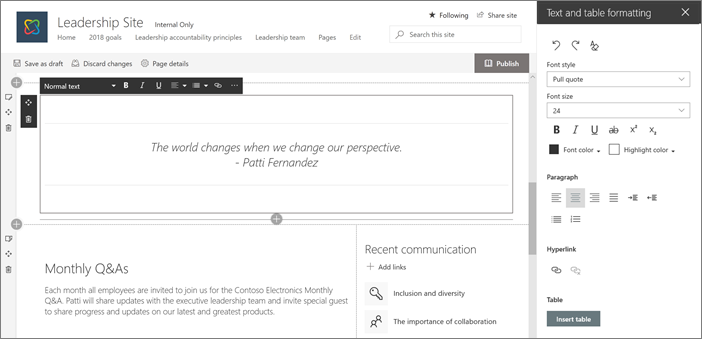 Leadership Site Internal Only
Following Share site
Home 2018 goals Leadership accountability principles Leadership team Pages Edit
Search this site
Save as draft Discard changes Page details
Publish
Normal text B I U
The world changes when we change our perspective.
- Patti Fernandez
Monthly Q&As
Each month all employees are invited to join us for the Contoso Electronics Monthly
Q&A. Patti will share updates with the executive leadership team and invite special guest
to share progress and updates on our latest and greatest products.
Recent communication
Add links
Inclusion and diversity
The importance of collaboration
Text and table formatting
Font style
Pull quote
Font size
24
B I U ab x² x₂
Font color Highlight color
Paragraph
Hyperlink
Table
Insert table